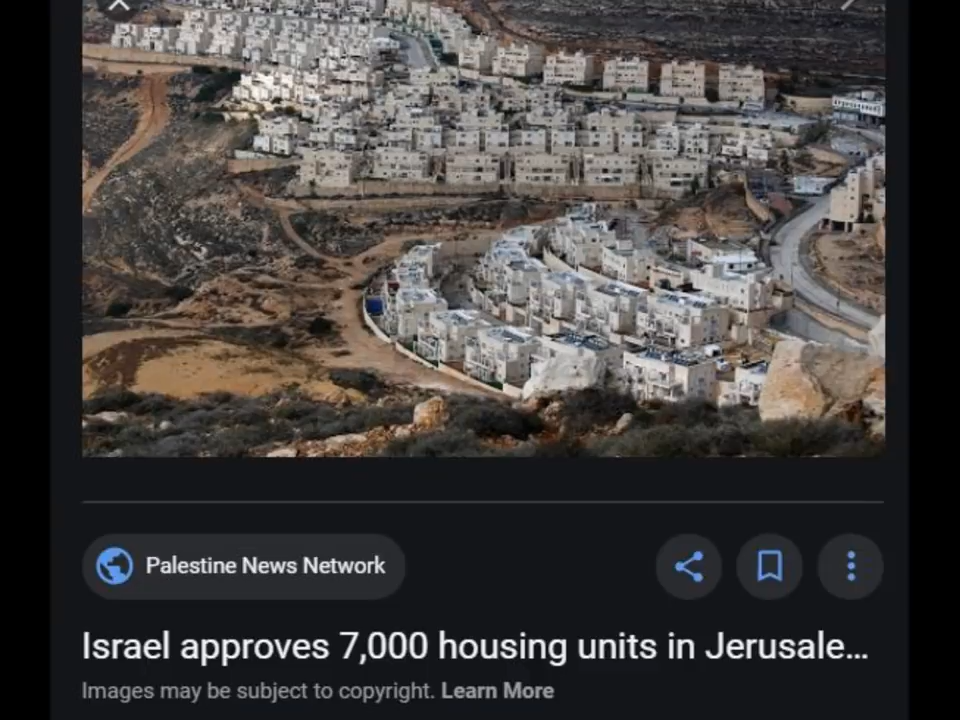 Palestine News Network
Israel approves 7,000 housing units in Jerusale...
Images may be subject to copyright. Learn More